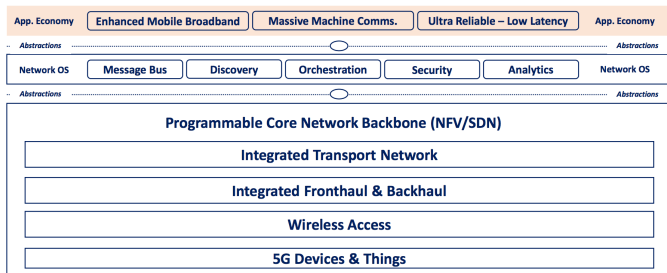 App. Economy Enhanced Mobile Broadband Massive Machine Comms. Ultra Reliable – Low Latency App. Economy
Abstractions Abstractions
Network OS Message Bus Discovery Orchestration Security Analytics Network OS
Abstractions Abstractions
Programmable Core Network Backbone (NFV/SDN)
Integrated Transport Network
Integrated Fronthaul & Backhaul
Wireless Access
5G Devices & Things